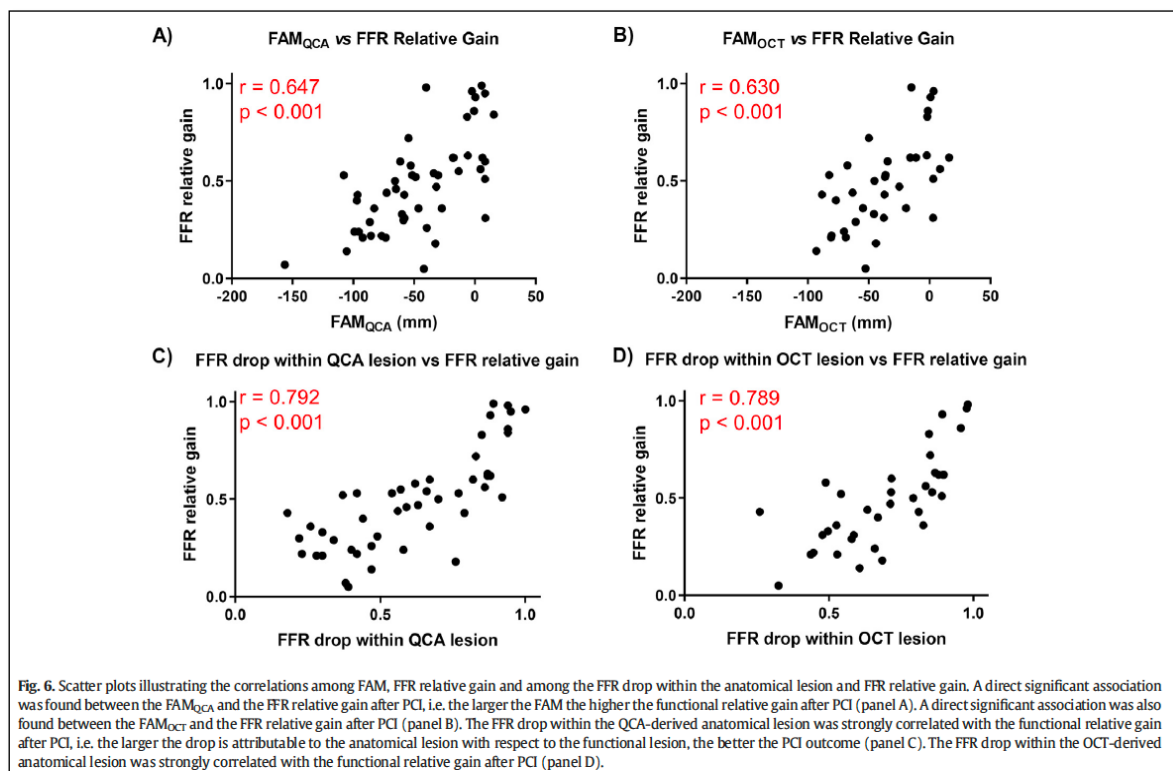 A)
FAMQCA vs FFR Relative Gain
r = 0.647
p < 0.001
FFR relative gain
1.0
0.5
0.0
-200 -150 -100 -50 0 50
FAMQCA (mm)
B)
FAMOCT vs FFR Relative Gain
r = 0.630
p < 0.001
FFR relative gain
1.0
0.5
0.0
-200 -150 -100 -50 0 50
FAMOCT (mm)
C)
FFR drop within QCA lesion vs FFR relative gain
r = 0.792
p < 0.001
FFR relative gain
1.0
0.5
0.0
0.0 0.5 1.0
FFR drop within QCA lesion
D)
FFR drop within OCT lesion vs FFR relative gain
r = 0.789
p < 0.001
FFR relative gain
1.0
0.5
0.0
0.0 0.5 1.0
FFR drop within OCT lesion
Fig. 6. Scatter plots illustrating the correlations among FAM, FFR relative gain and among the FFR drop within the anatomical lesion and FFR relative gain. A direct significant association
was found between the FAMQCA and the FFR relative gain after PCI, i.e. the larger the FAM the higher the functional relative gain after PCI (panel A). A direct significant association was also
found between the FAMOCT and the FFR relative gain after PCI (panel B). The FFR drop within the QCA-derived anatomical lesion was strongly correlated with the functional relative gain
after PCI, i.e. the larger the drop is attributable to the anatomical lesion with respect to the functional lesion, the better the PCI outcome (panel C). The FFR drop within the OCT-derived
anatomical lesion was strongly correlated with the functional relative gain after PCI (panel D).